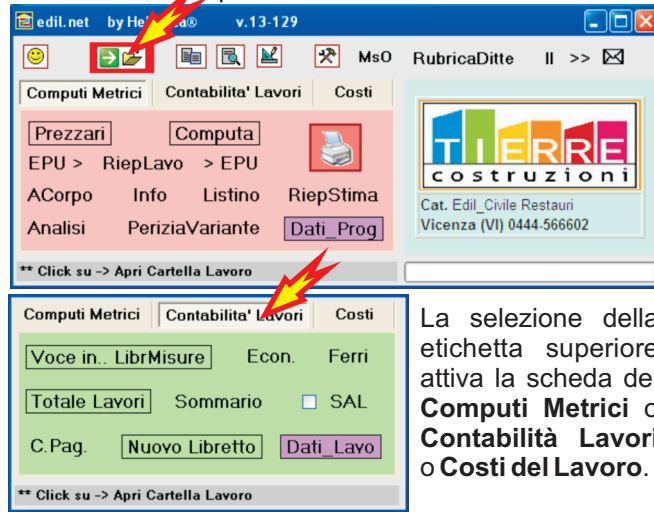 edil.net by Hel ca® v.13-129
MsO RubricaDitte II >> 
Computi Metrici Contabilita' Lavori Costi
Prezzari Computa
EPU > RiepLavo > EPU
ACorpo Info Listino RiepStima
Analisi PeriziaVariante Dati_Prog
** Click su -> Apri Cartella Lavoro
TIERRE
costruzioni
Cat. Edil_Civile Restauri
Vicenza (VI) 0444-566602
Computi Metrici Contabilita' Lavori Costi
Voce in.. LibrMisure Econ. Ferri
Totale Lavori Sommario SAL
C.Pag. Nuovo Libretto Dati_Lavo
** Click su -> Apri Cartella Lavoro
La selezione della
etichetta superiore
attiva la scheda de
Computi Metrici o
Contabilità Lavori
o Costi del Lavoro.